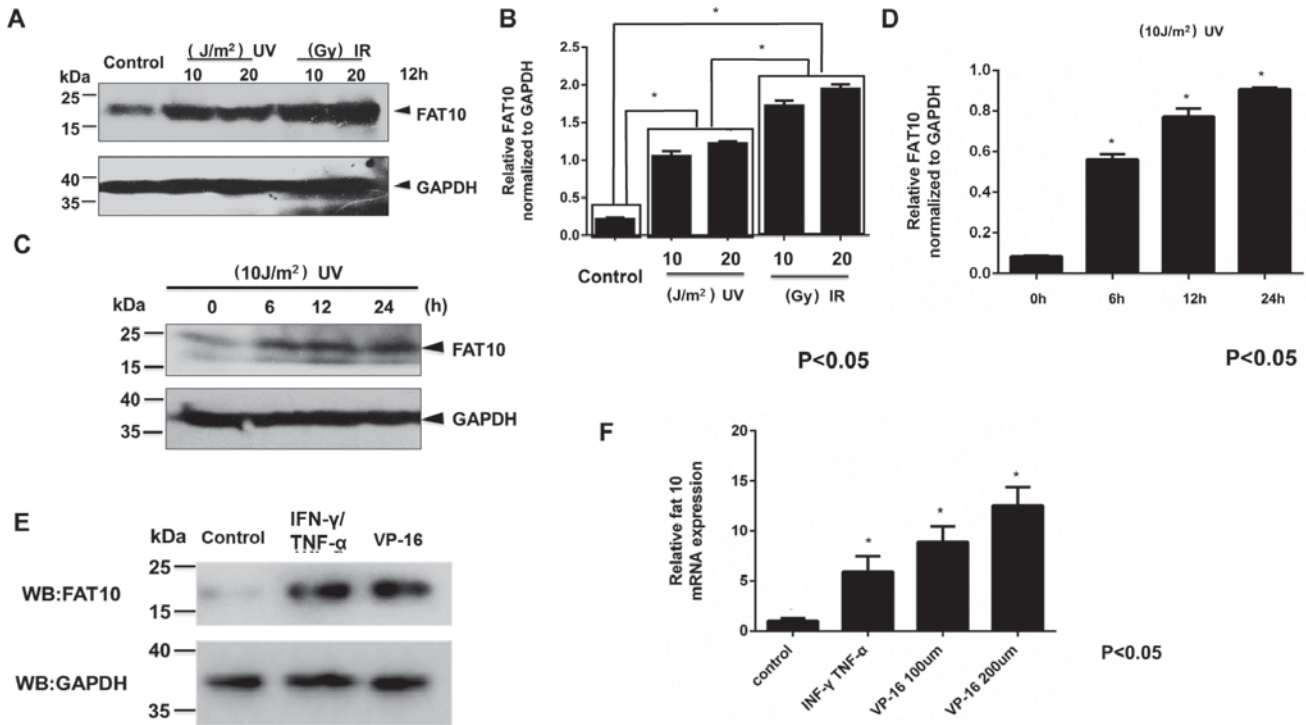 A
Control
( J/m²) UV
(Gy) IR
10 20 10 20 12h
kDa
25
15
FAT10
40
35
GAPDH
B
*
*
*
Relative FAT10
normalized to GAPDH
2.5
2.0
1.5
1.0
0.5
0.0
10 20 10 20
Control
(J/m²) UV
(Gy) IR
P<0.05
C
(10J/m²) UV
kDa
0 6 12 24 (h)
25
15
FAT10
40
35
GAPDH
D
(10J/m²) UV
Relative FAT10
normalized to GAPDH
1.0
0.8
0.6
0.4
0.2
0.0
*
*
*
0h 6h 12h 24h
P<0.05
E
kDa
Control
IFN-γ/
TNF-α
VP-16
25
WB:FAT10
15
40
WB:GAPDH
35
F
Relative fat 10
mRNA expression
20
15
10
5
0
*
*
*
control
INF-γ TNF-α
VP-16 100um
VP-16 200um
P<0.05